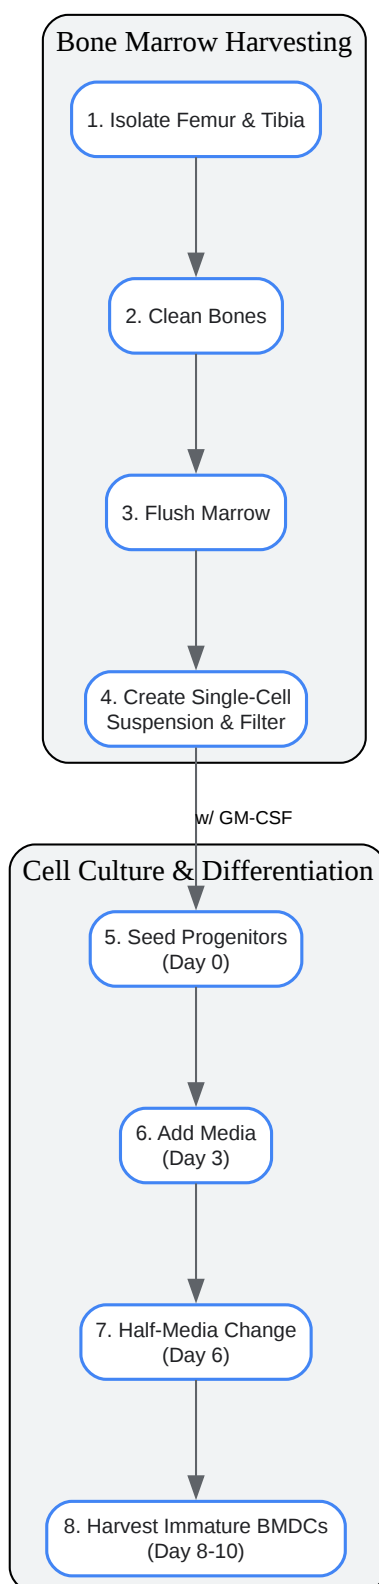 Bone Marrow Harvesting
1. Isolate Femur & Tibia
2. Clean Bones
3. Flush Marrow
4. Create Single-Cell
Suspension & Filter
w/ GM-CSF
Cell Culture & Differentiation
5. Seed Progenitors
(Day 0)
6. Add Media
(Day 3)
7. Half-Media Change
(Day 6)
8. Harvest Immature BMDCs
(Day 8-10)